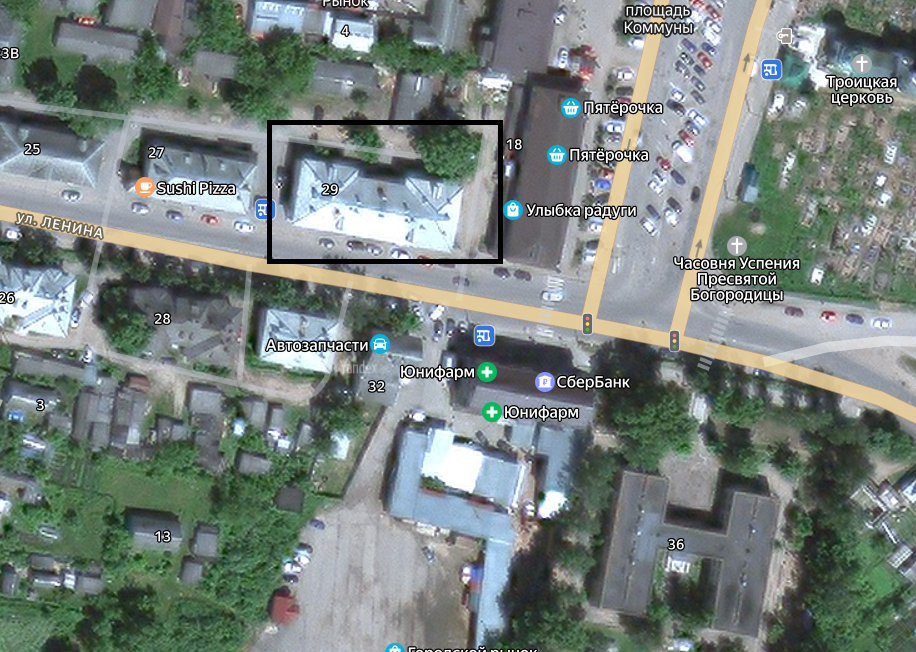 Рынок
4
площадь
Коммуны
3В
Троицкая
церковь
Пятёрочка
18
25
27
Пятёрочка
Sushi Pizza
29
Улыбка радуги
ул. ЛЕНИНА
Часовня Успения
Пресвятой
Богородицы
26
28
Автозапчасти
yandex
Юнифарм
СберБанк
32
3
Юнифарм
13
36
Городской рынок